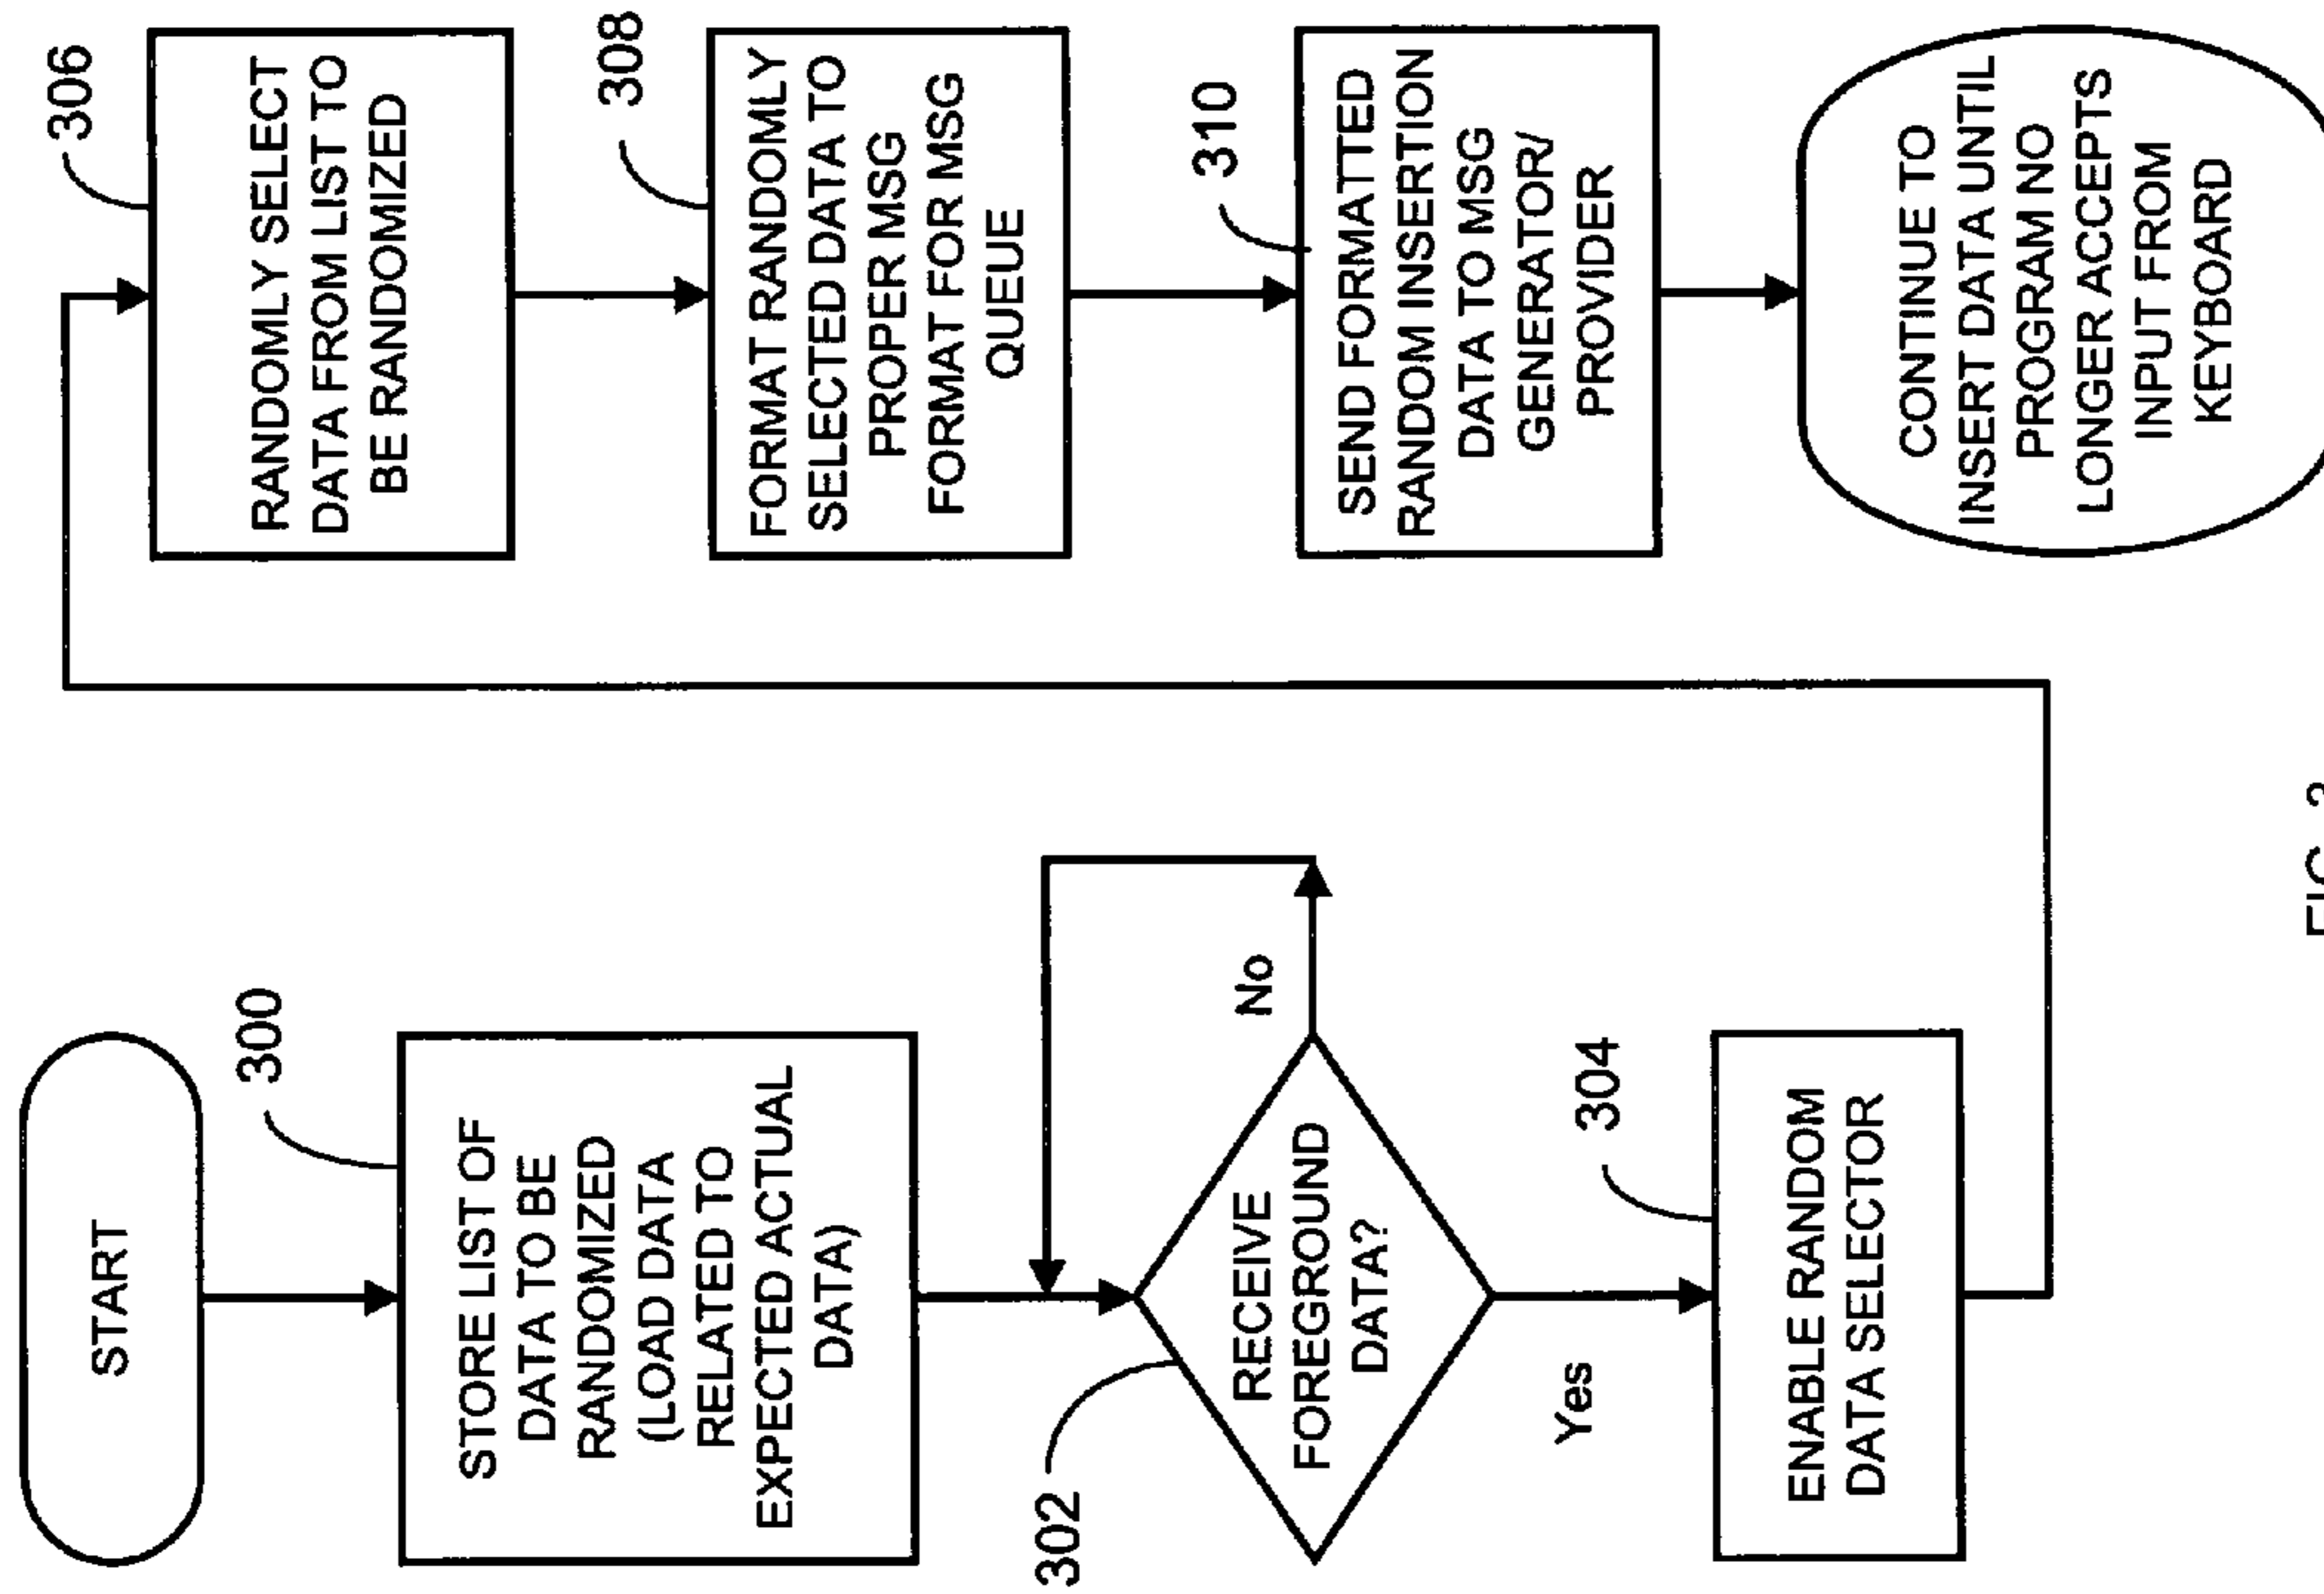 START
300
STORE LIST OF
DATA TO BE
RANDOMIZED
(LOAD DATA
RELATED TO
EXPECTED ACTUAL
DATA)
302
RECEIVE
FOREGROUND
DATA?
No
Yes
304
ENABLE RANDOM
DATA SELECTOR
306
RANDOMLY SELECT
DATA FROM LIST TO
BE RANDOMIZED
308
FORMAT RANDOMLY
SELECTED DATA TO
PROPER MSG
FORMAT FOR MSG
QUEUE
310
SEND FORMATTED
RANDOM INSERTION
DATA TO MSG
GENERATOR/
PROVIDER
CONTINUE TO
INSERT DATA UNTIL
PROGRAM NO
LONGER ACCEPTS
INPUT FROM
KEYBOARD